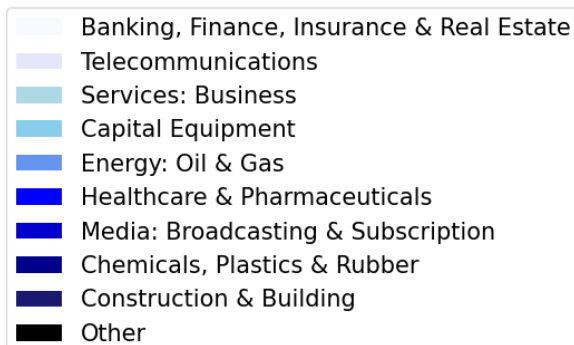 Banking, Finance, Insurance & Real Estate
Telecommunications
Services: Business
Capital Equipment
Energy: Oil & Gas
Healthcare & Pharmaceuticals
Media: Broadcasting & Subscription
Chemicals, Plastics & Rubber
Construction & Building
Other